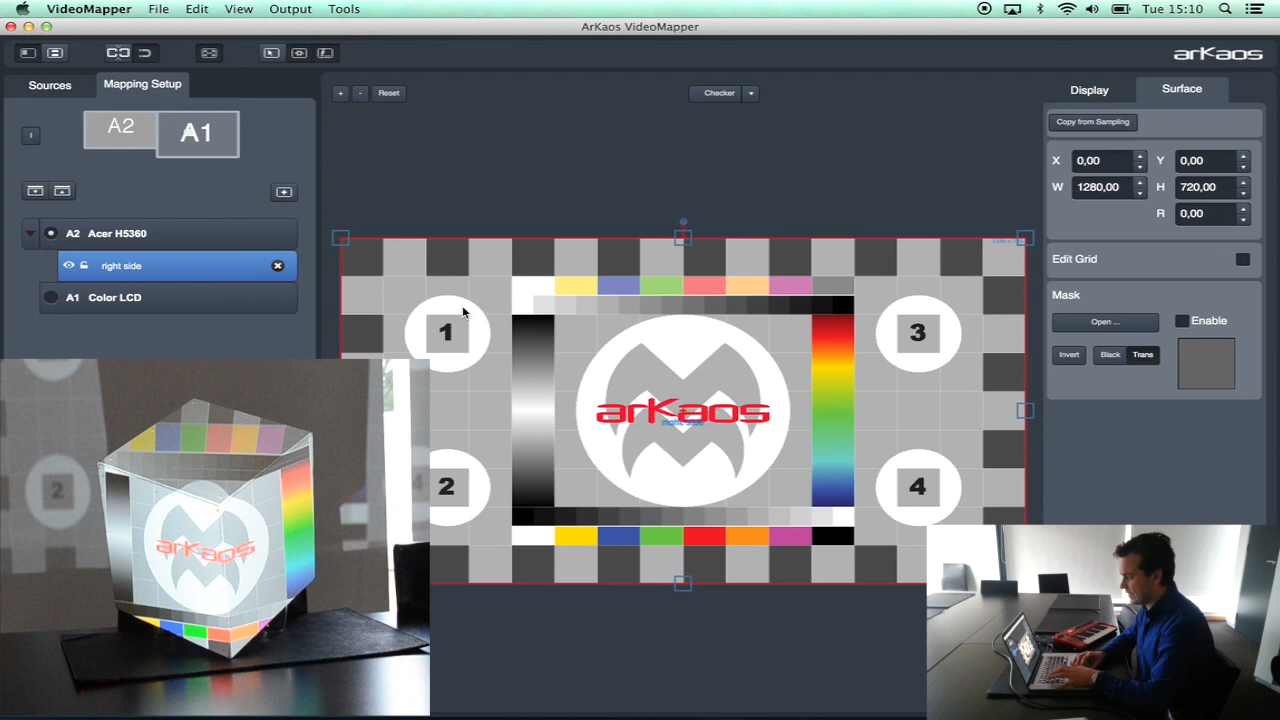 VideoMapper File Edit View Output Tools Tue 15:10
ArKaos VideoMapper
arKaos
Sources Mapping Setup
A2 A1
I
A2 Acer H5360
right side
A1 Color LCD
+ - Reset
Checker
1
2
3
4
arKaos
right side
2
arKaos
Display Surface
Copy from Sampling
X 0,00 Y 0,00
W 1280,00 H 720,00
R 0,00
Edit Grid
Mask
Open ... Enable
Invert Black Trans